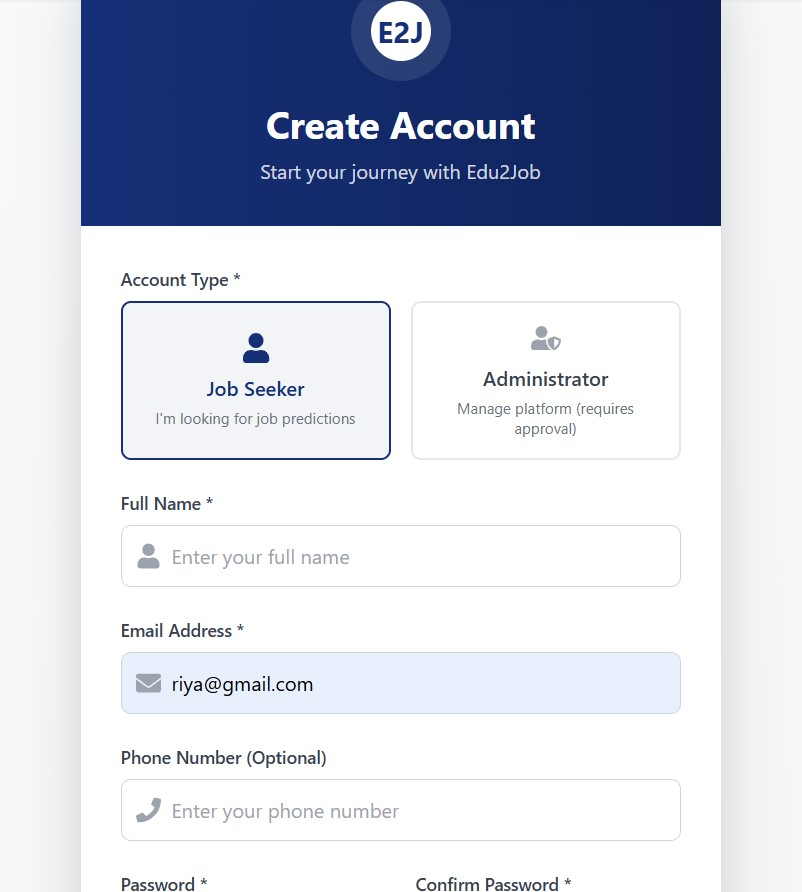 E2J
Create Account
Start your journey with Edu2Job
Account Type *
Job Seeker
I'm looking for job predictions
Administrator
Manage platform (requires
approval)
Full Name *
Enter your full name
Email Address *
riya@gmail.com
Phone Number (Optional)
Enter your phone number
Password *
Confirm Password *